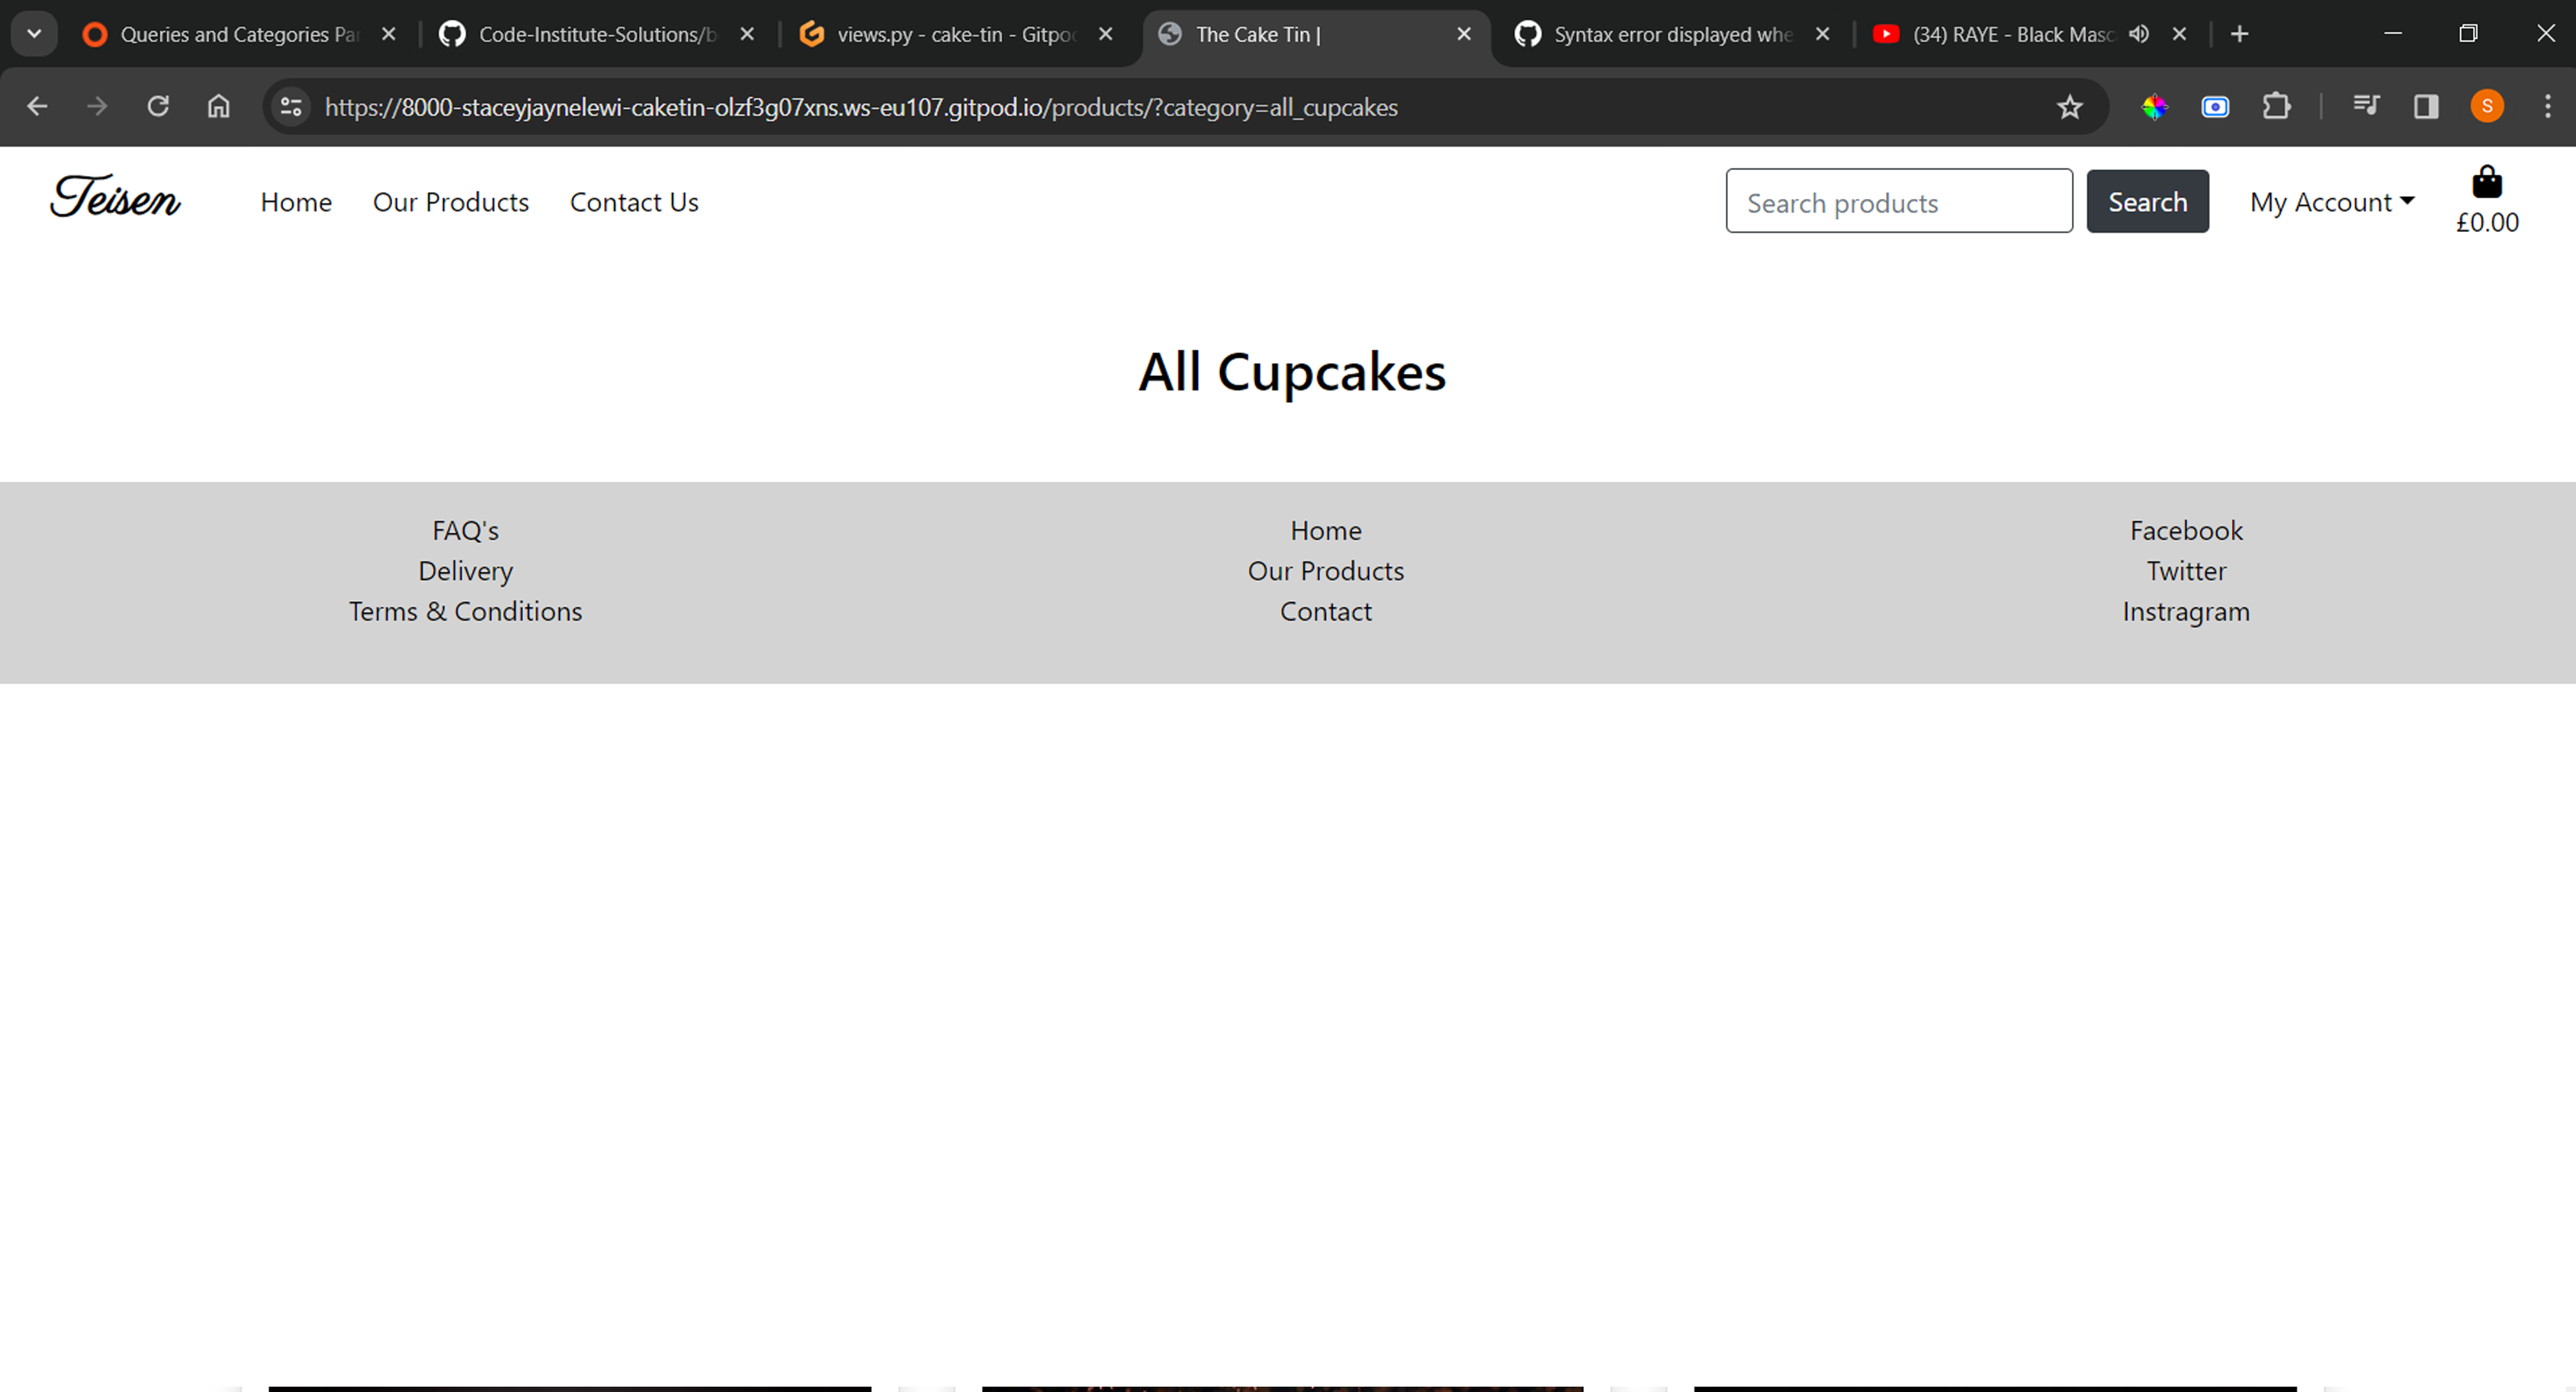 Queries and Categories Pa
Code-Institute-Solutions/b
views.py - cake-tin - Gitpo
The Cake Tin |
Syntax error displayed whe
(34) RAYE - Black Masc
https://8000-staceyjaynelewi-caketin-olzf3g07xns.ws-eu107.gitpod.io/products/?category=all_cupcakes
S
Teisen
Home
Our Products
Contact Us
Search products
Search
My Account
£0.00
All Cupcakes
FAQ's
Home
Facebook
Delivery
Our Products
Twitter
Terms & Conditions
Contact
Instragram